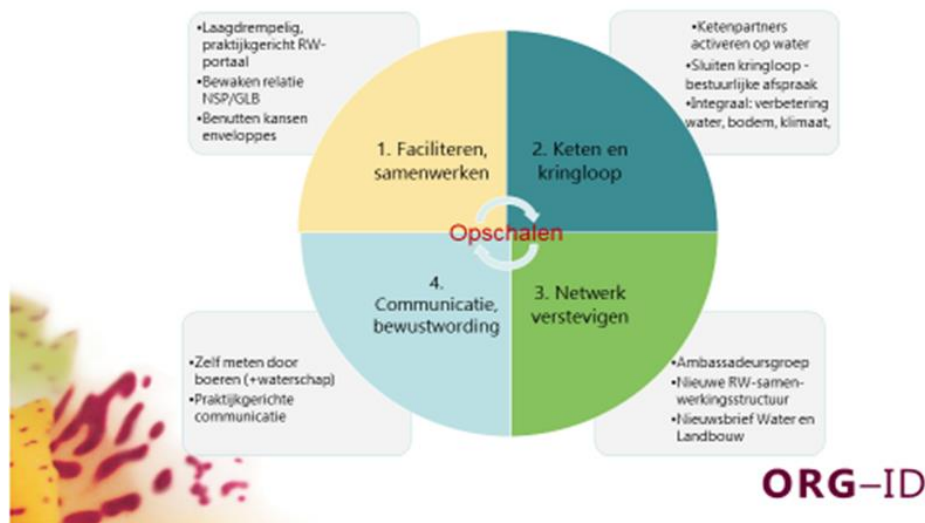 •Laagdrempelig,
praktijkgericht RW-
portaal
•Bewaken relatie
NSP/GLB
•Benutten kansen
enveloppes
•Ketenpartners
activeren op water
•Sluiten kringloop -
bestuurlijke afspraak
•Integraal: verbetering
water, bodem, klimaat,
1. Faciliteren,
samenwerken
2. Keten en
kringloop
Opschalen
4.
Communicatie,
bewustwording
3. Netwerk
verstevigen
•Zelf meten door
boeren (+waterschap)
•Praktijkgerichte
communicatie
•Ambassadeursgroep
•Nieuwe RW-samen-
werkingsstructuur
•Nieuwsbrief Water en
Landbouw
ORG–ID